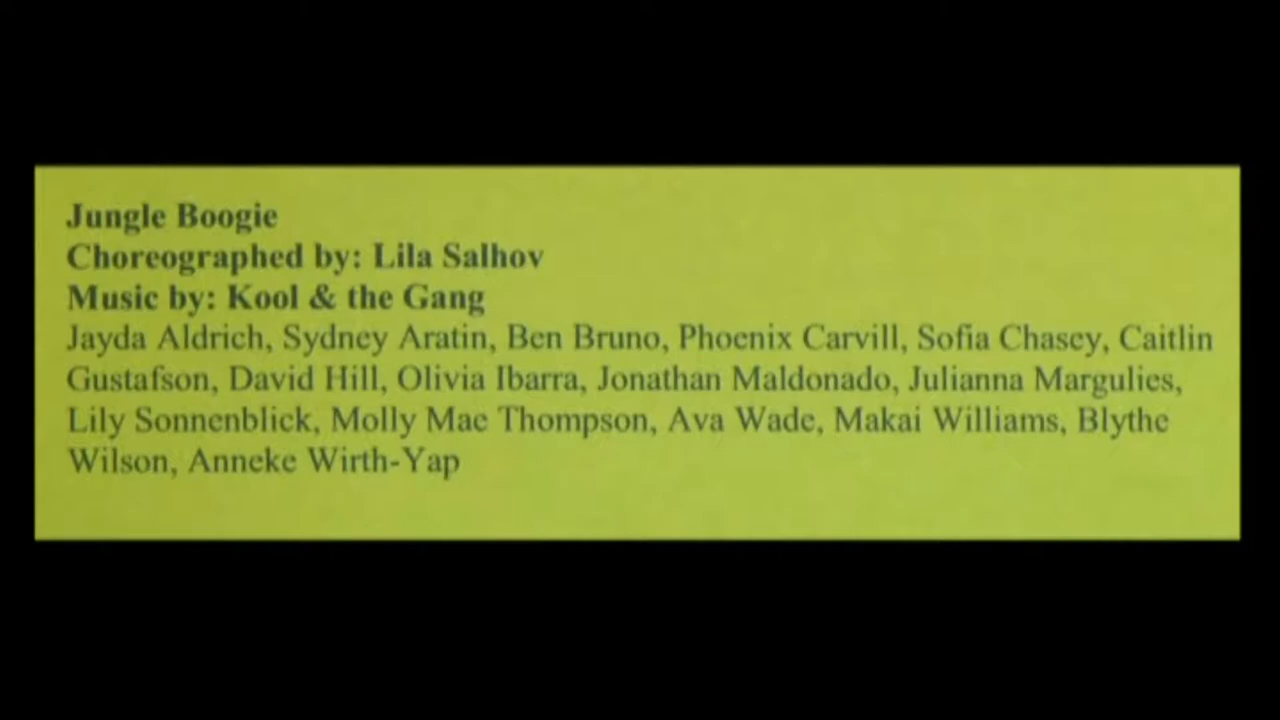 Jungle Boogie
Choreographed by: Lila Salhov
Music by: Kool & the Gang
Jayda Aldrich, Sydney Aratin, Ben Bruno, Phoenix Carvill, Sofia Chasey, Caitlin
Gustafson, David Hill, Olivia Ibarra, Jonathan Maldonado, Julianna Margulies,
Lily Sonnenblick, Molly Mae Thompson, Ava Wade, Makai Williams, Blythe
Wilson, Anneke Wirth-Yap